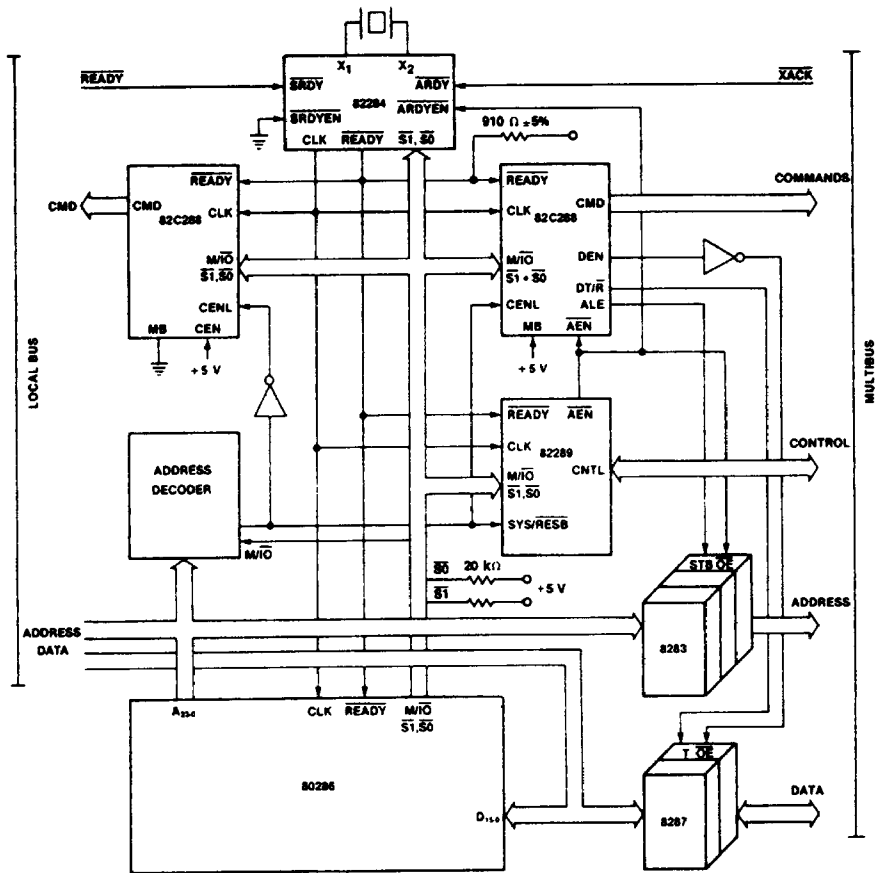 X1 X2
READY
SRDY
ARDY
XACK
82284
SRDYEN
ARDYEN
CLK READY S1,S0
910 Ω ±5%
READY
READY
COMMANDS
CMD
CMD
82C288
CLK
CLK
82C288
CMD
M/IO
S1,S0
M/IO
S1 + S0
DEN
DT/R
ALE
CENL
CENL
MB CEN
MB AEN
+5 V
+5 V
LOCAL BUS
MULTIBUS
READY AEN
CLK
82289
M/IO
S1,S0
CNTL
CONTROL
SYS/RESB
ADDRESS
DECODER
M/IO
S0 20 kΩ
S1
+5 V
STB OE
ADDRESS
ADDRESS
DATA
8283
A23-0
CLK READY M/IO
S1,S0
80286
D15-0
T OE
8287
DATA